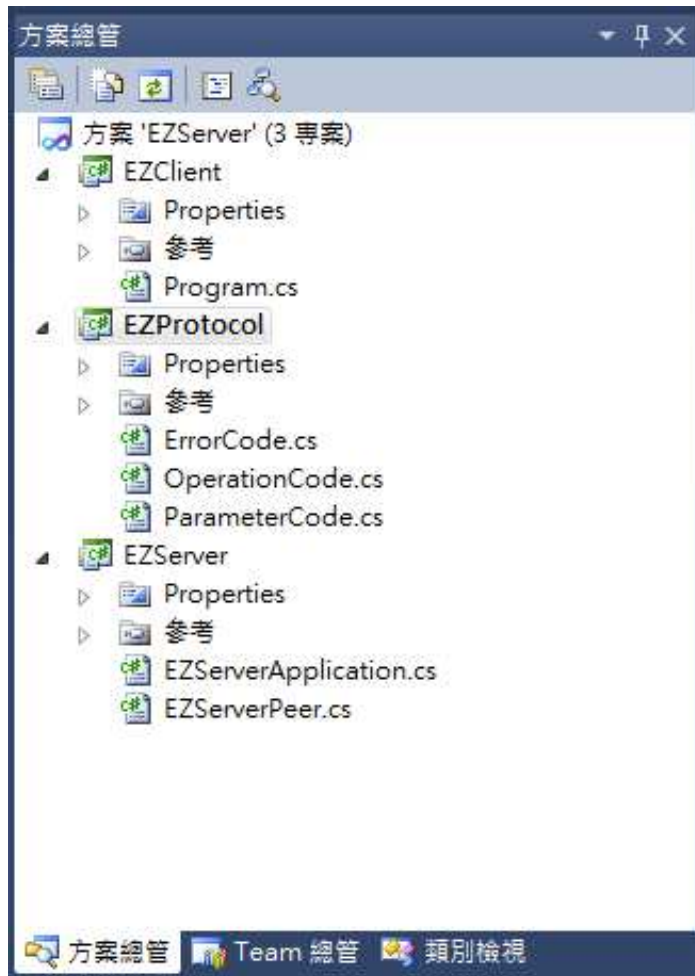 方案總管
方案 'EZServer' (3 專案)
EZClient
Properties
參考
Program.cs
EZProtocol
Properties
參考
ErrorCode.cs
OperationCode.cs
ParameterCode.cs
EZServer
Properties
參考
EZServerApplication.cs
EZServerPeer.cs
方案總管 Team 總管 類別檢視